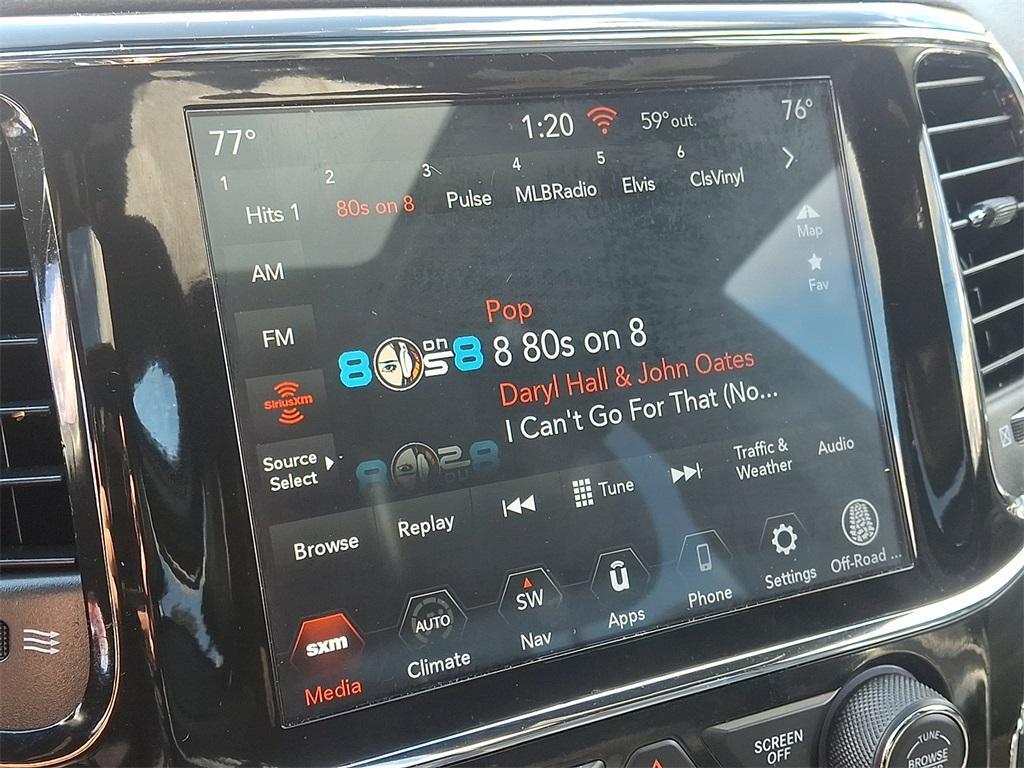 77°
1:20
59° out.
76°
1
2
3
4
5
6
Hits 1
80s on 8
Pulse
MLBRadio
Elvis
ClsVinyl
Map
Fav
AM
FM
SiriusXM
Source
Select
Pop
80s on 8
8 80s on 8
Daryl Hall & John Oates
I Can't Go For That (No...
Browse
Replay
Tune
Traffic &
Weather
Audio
sxm
Media
AUTO
Climate
SW
Nav
Apps
Phone
Settings
Off-Road ...
SCREEN
OFF
TUNE
BROWSE